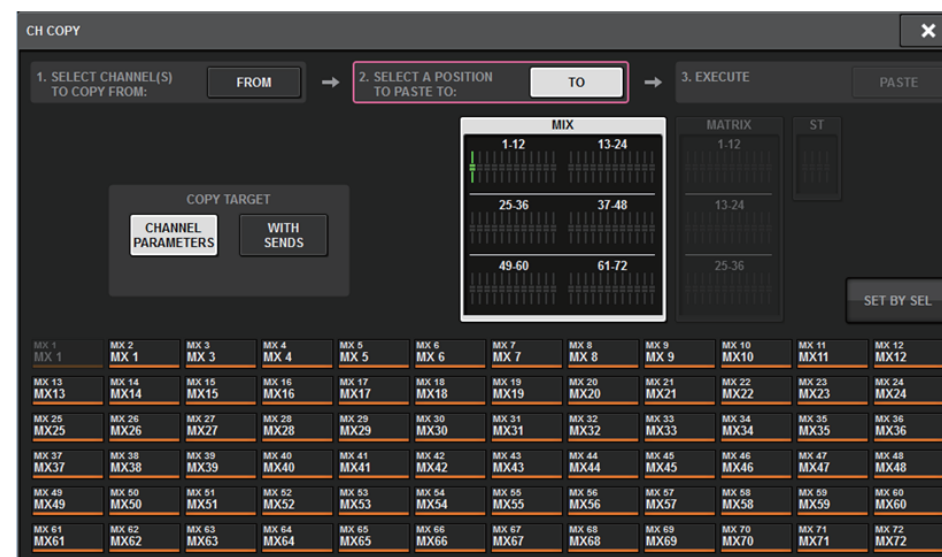 CH COPY
1. SELECT CHANNEL(S)
TO COPY FROM:
FROM
2. SELECT A POSITION
TO PASTE TO:
TO
3. EXECUTE
PASTE
MIX
MATRIX
ST
1-12
13-24
1-12
25-36
37-48
13-24
49-60
61-72
25-36
COPY TARGET
CHANNEL
PARAMETERS
WITH
SENDS
SET BY SEL
MX 1 MX 2 MX 3 MX 4 MX 5 MX 6 MX 7 MX 8 MX 9 MX 10 MX 11 MX 12
MX 1 MX 1 MX 3 MX 4 MX 5 MX 6 MX 7 MX 8 MX 9 MX10 MX11 MX12
MX 13 MX 14 MX 15 MX 16 MX 17 MX 18 MX 19 MX 20 MX 21 MX 22 MX 23 MX 24
MX13 MX14 MX15 MX16 MX17 MX18 MX19 MX20 MX21 MX22 MX23 MX24
MX 25 MX 26 MX 27 MX 28 MX 29 MX 30 MX 31 MX 32 MX 33 MX 34 MX 35 MX 36
MX25 MX26 MX27 MX28 MX29 MX30 MX31 MX32 MX33 MX34 MX35 MX36
MX 37 MX 38 MX 39 MX 40 MX 41 MX 42 MX 43 MX 44 MX 45 MX 46 MX 47 MX 48
MX37 MX38 MX39 MX40 MX41 MX42 MX43 MX44 MX45 MX46 MX47 MX48
MX 49 MX 50 MX 51 MX 52 MX 53 MX 54 MX 55 MX 56 MX 57 MX 58 MX 59 MX 60
MX49 MX50 MX51 MX52 MX53 MX54 MX55 MX56 MX57 MX58 MX59 MX60
MX 61 MX 62 MX 63 MX 64 MX 65 MX 66 MX 67 MX 68 MX 69 MX 70 MX 71 MX 72
MX61 MX62 MX63 MX64 MX65 MX66 MX67 MX68 MX69 MX70 MX71 MX72